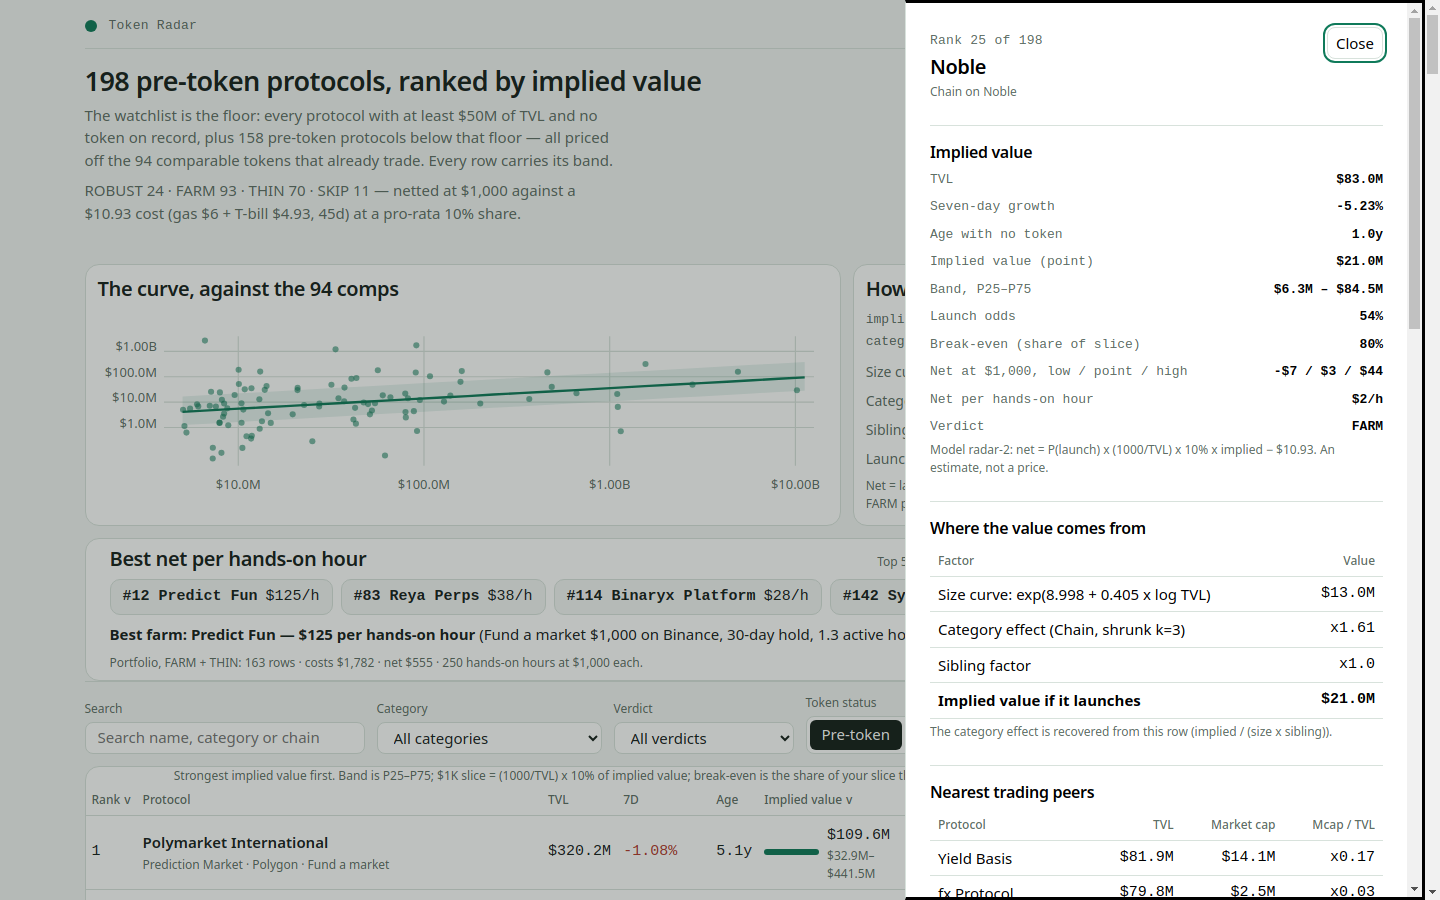 Token Radar
198 pre-token protocols, ranked by implied value
The watchlist is the floor: every protocol with at least $50M of TVL and no
token on record, plus 158 pre-token protocols below that floor — all priced
off the 94 comparable tokens that already trade. Every row carries its band.
ROBUST 24 · FARM 93 · THIN 70 · SKIP 11 — netted at $1,000 against a
$10.93 cost (gas $6 + T-bill $4.93, 45d) at a pro-rata 10% share.
The curve, against the 94 comps
$1.00B
$100.0M
$10.0M
$1.0M
$10.0M
$100.0M
$1.00B
$10.00B
How
impli
categ
Size cu
Categ
Sibling
Launc
Net = la
FARM p
Best net per hands-on hour
Top 5
#12 Predict Fun $125/h
#83 Reya Perps $38/h
#114 Binaryx Platform $28/h
#142 Sy
Best farm: Predict Fun — $125 per hands-on hour (Fund a market $1,000 on Binance, 30-day hold, 1.3 active ho
Portfolio, FARM + THIN: 163 rows · costs $1,782 · net $555 · 250 hands-on hours at $1,000 each.
Search
Category
Verdict
Token status
Search name, category or chain
All categories
All verdicts
Pre-token
Strongest implied value first. Band is P25–P75; $1K slice = (1000/TVL) x 10% of implied value; break-even is the share of your slice th
Rank v
Protocol
TVL
7D
Age
Implied value v
1
Polymarket International
Prediction Market · Polygon · Fund a market
$320.2M
-1.08%
5.1y
$109.6M
$32.9M–
$441.5M
Rank 25 of 198
Close
Noble
Chain on Noble
Implied value
TVL $83.0M
Seven-day growth -5.23%
Age with no token 1.0y
Implied value (point) $21.0M
Band, P25–P75 $6.3M – $84.5M
Launch odds 54%
Break-even (share of slice) 80%
Net at $1,000, low / point / high -$7 / $3 / $44
Net per hands-on hour $2/h
Verdict FARM
Model radar-2: net = P(launch) x (1000/TVL) x 10% x implied − $10.93. An
estimate, not a price.
Where the value comes from
Factor Value
Size curve: exp(8.998 + 0.405 x log TVL) $13.0M
Category effect (Chain, shrunk k=3) x1.61
Sibling factor x1.0
Implied value if it launches $21.0M
The category effect is recovered from this row (implied / (size x sibling)).
Nearest trading peers
Protocol TVL Market cap Mcap / TVL
Yield Basis $81.9M $14.1M x0.17
fx Protocol $79.8M $2.5M x0.03